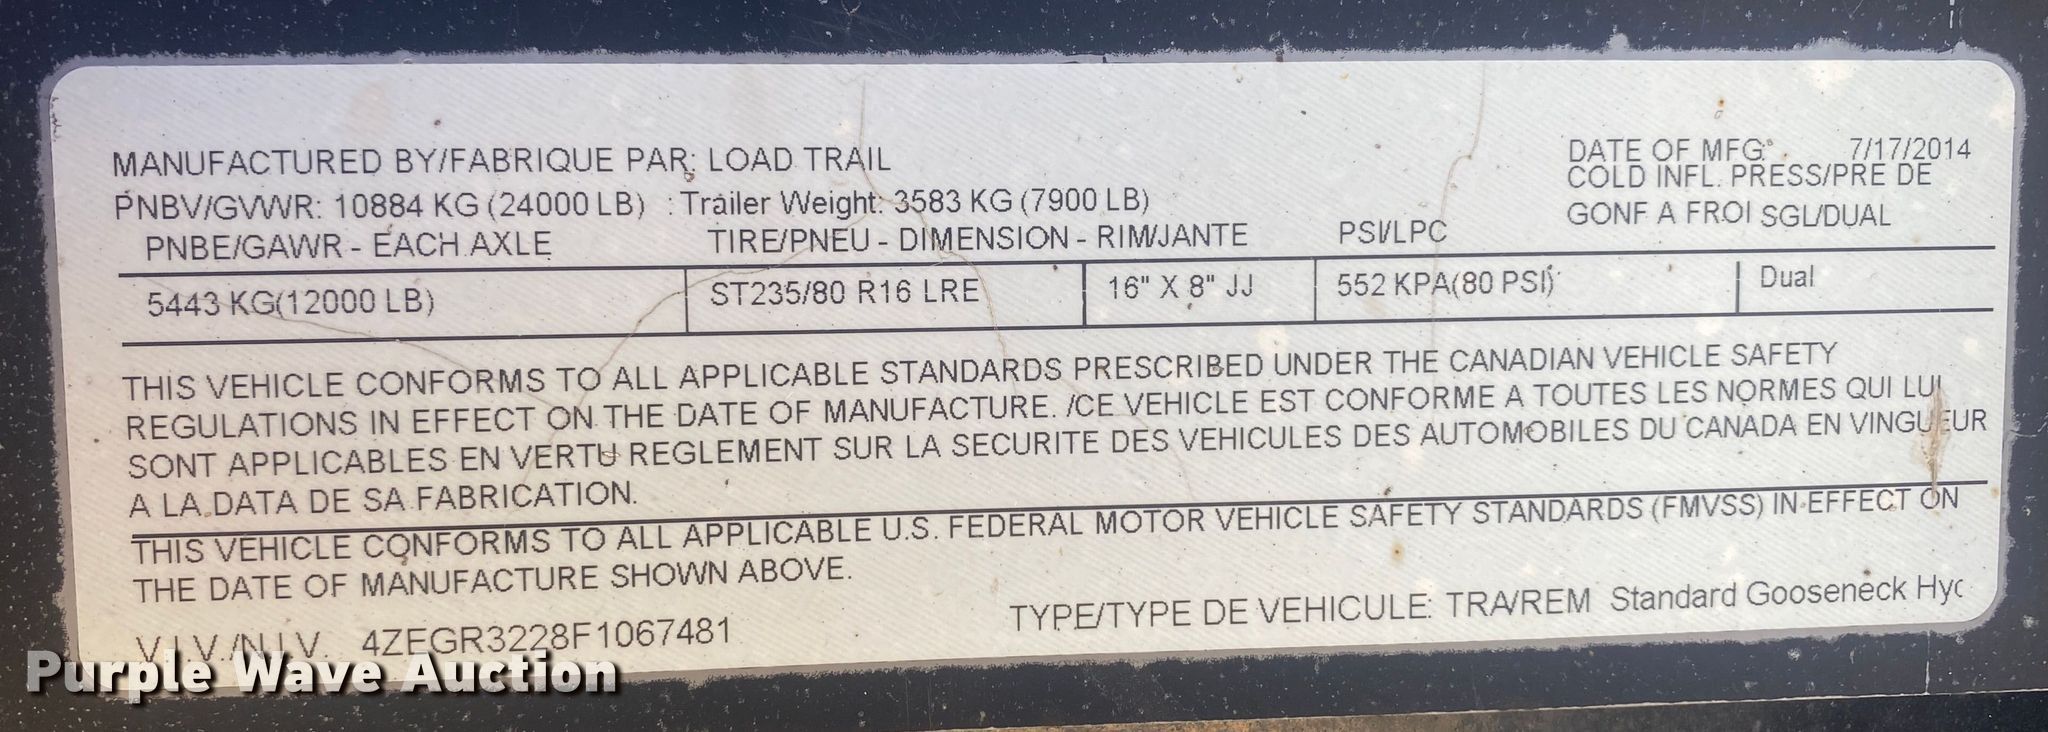 MANUFACTURED BY/FABRIQUE PAR: LOAD TRAIL
DATE OF MFG: 7/17/2014
PNBV/GVWR: 10884 KG (24000 LB) : Trailer Weight: 3583 KG (7900 LB)
COLD INFL. PRESS/PRE DE
GONF A FROI SGL/DUAL
PNBE/GAWR - EACH AXLE TIRE/PNEU - DIMENSION - RIM/JANTE PSI/LPC
5443 KG(12000 LB) ST235/80 R16 LRE 16" X 8" JJ 552 KPA(80 PSI) Dual
THIS VEHICLE CONFORMS TO ALL APPLICABLE STANDARDS PRESCRIBED UNDER THE CANADIAN VEHICLE SAFETY
REGULATIONS IN EFFECT ON THE DATE OF MANUFACTURE. /CE VEHICLE EST CONFORME A TOUTES LES NORMES QUI LUI
SONT APPLICABLES EN VERTU REGLEMENT SUR LA SECURITE DES VEHICULES DES AUTOMOBILES DU CANADA EN VINGUEUR
A LA DATA DE SA FABRICATION.
THIS VEHICLE CONFORMS TO ALL APPLICABLE U.S. FEDERAL MOTOR VEHICLE SAFETY STANDARDS (FMVSS) IN EFFECT ON
THE DATE OF MANUFACTURE SHOWN ABOVE.
V.I.V./N.I.V. 4ZEGR3228F1067481 TYPE/TYPE DE VEHICULE: TRA/REM Standard Gooseneck Hyc
Purple Wave Auction